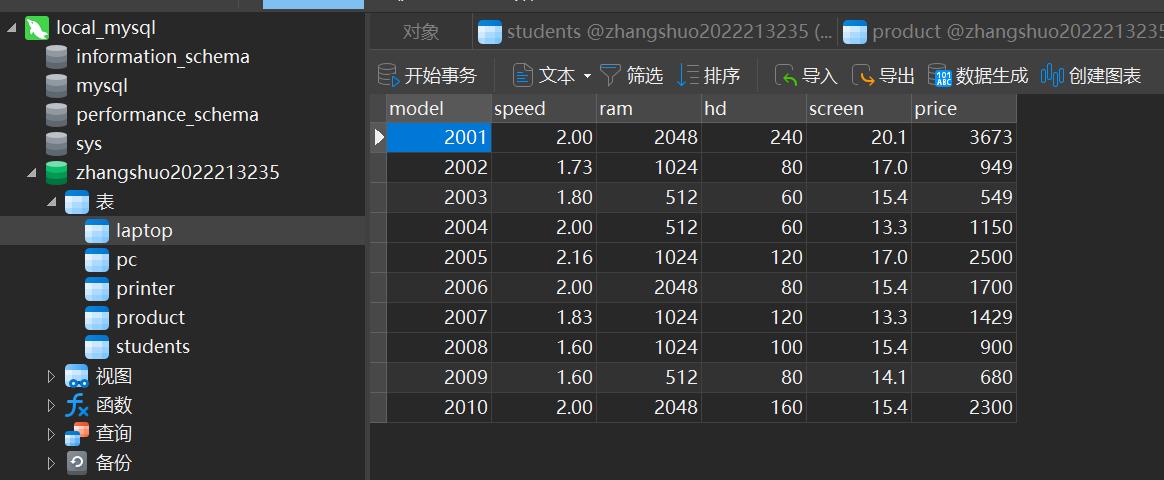 local_mysql
information_schema
mysql
performance_schema
sys
zhangshuo2022213235
表
laptop
pc
printer
product
students
视图
函数
查询
备份
对象 students @zhangshuo2022213235 (... product @zhangshuo2022213235
开始事务 文本 筛选 排序 导入 导出 数据生成 创建图表
model speed ram hd screen price
2001 2.00 2048 240 20.1 3673
2002 1.73 1024 80 17.0 949
2003 1.80 512 60 15.4 549
2004 2.00 512 60 13.3 1150
2005 2.16 1024 120 17.0 2500
2006 2.00 2048 80 15.4 1700
2007 1.83 1024 120 13.3 1429
2008 1.60 1024 100 15.4 900
2009 1.60 512 80 14.1 680
2010 2.00 2048 160 15.4 2300